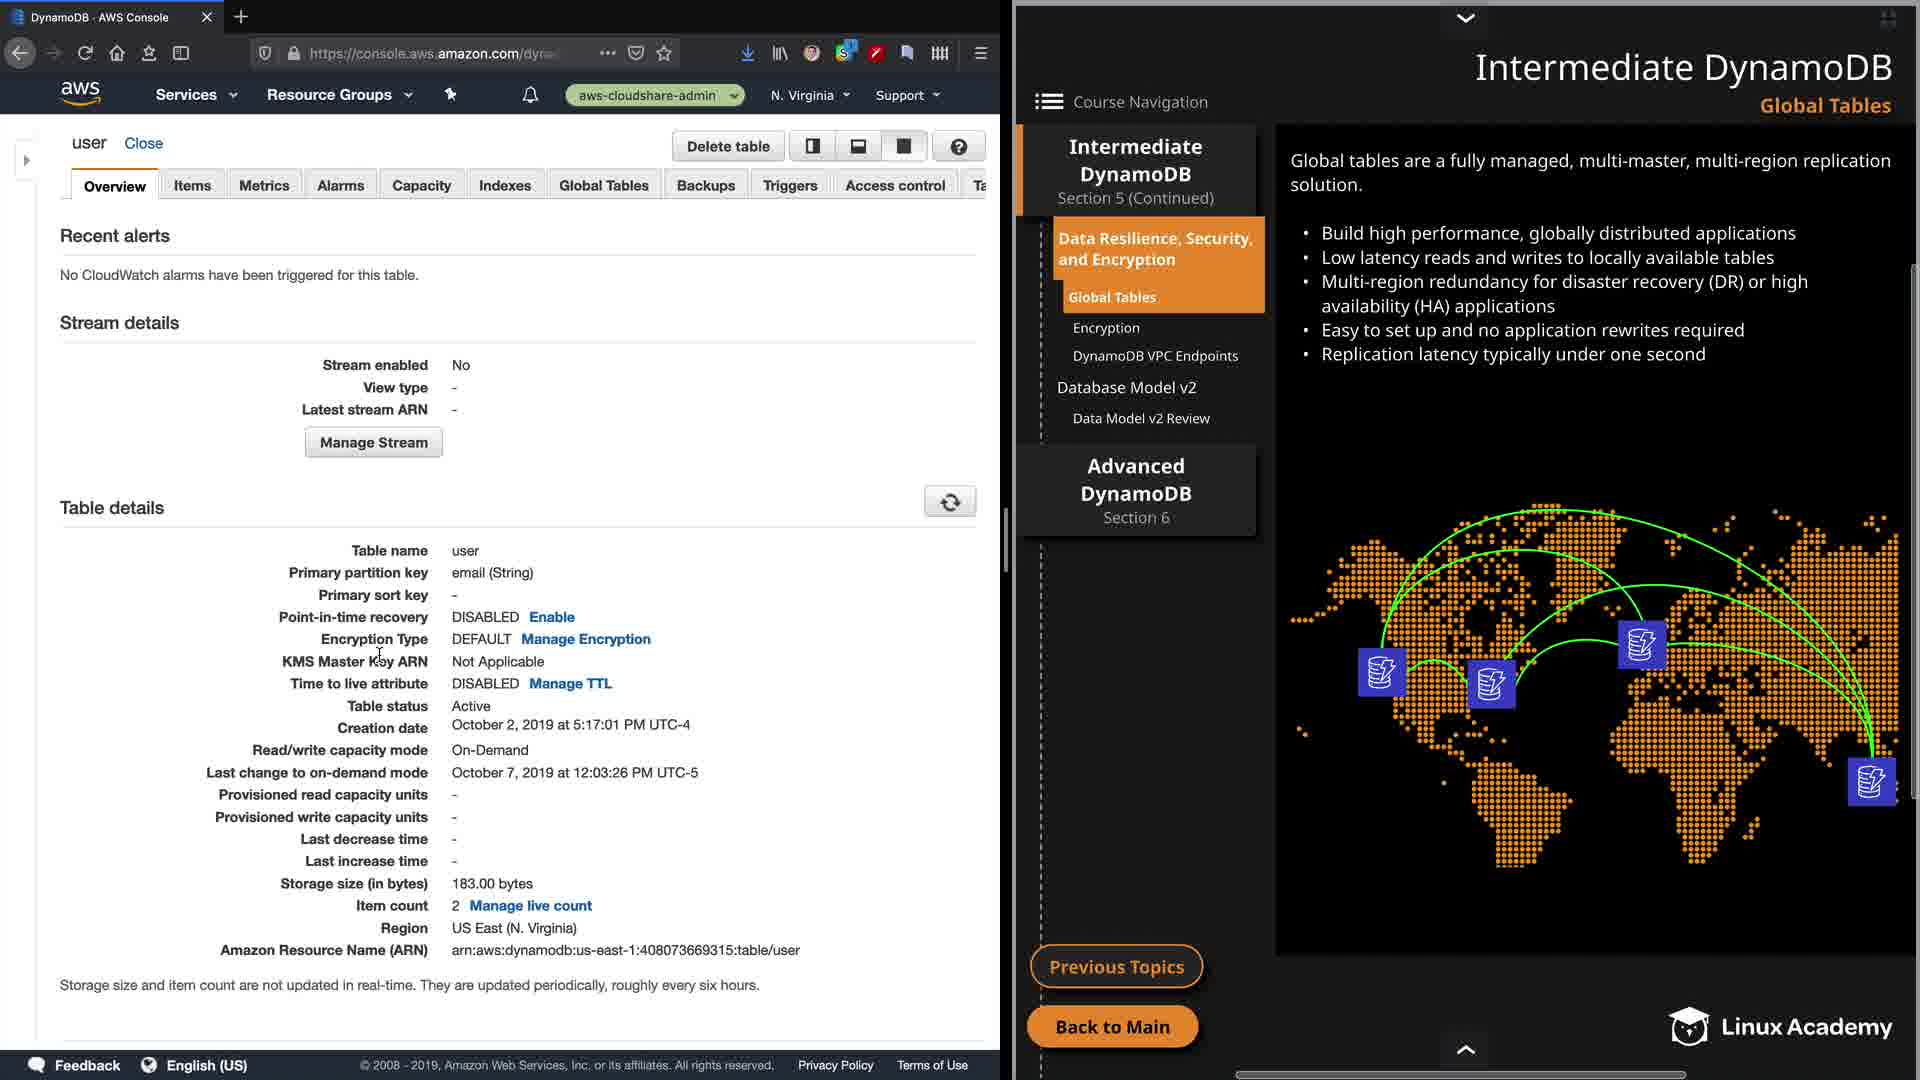 DynamoDB · AWS Console
https://console.aws.amazon.com/dyna
aws
Services
Resource Groups
aws-cloudshare-admin
N. Virginia
Support
user
Close
Delete table
Overview
Items
Metrics
Alarms
Capacity
Indexes
Global Tables
Backups
Triggers
Access control
Ta
Recent alerts
No CloudWatch alarms have been triggered for this table.
Stream details
Stream enabled No
View type -
Latest stream ARN -
Manage Stream
Table details
Table name user
Primary partition key email (String)
Primary sort key -
Point-in-time recovery DISABLED Enable
Encryption Type DEFAULT Manage Encryption
KMS Master Key ARN Not Applicable
Time to live attribute DISABLED Manage TTL
Table status Active
Creation date October 2, 2019 at 5:17:01 PM UTC-4
Read/write capacity mode On-Demand
Last change to on-demand mode October 7, 2019 at 12:03:26 PM UTC-5
Provisioned read capacity units -
Provisioned write capacity units -
Last decrease time -
Last increase time -
Storage size (in bytes) 183.00 bytes
Item count 2 Manage live count
Region US East (N. Virginia)
Amazon Resource Name (ARN) arn:aws:dynamodb:us-east-1:408073669315:table/user
Storage size and item count are not updated in real-time. They are updated periodically, roughly every six hours.
Feedback
English (US)
© 2008 - 2019, Amazon Web Services, Inc. or its affiliates. All rights reserved.
Privacy Policy
Terms of Use
Intermediate DynamoDB
Global Tables
Course Navigation
Intermediate
DynamoDB
Section 5 (Continued)
Data Resilience, Security,
and Encryption
Global Tables
Encryption
DynamoDB VPC Endpoints
Database Model v2
Data Model v2 Review
Advanced
DynamoDB
Section 6
Previous Topics
Back to Main
Global tables are a fully managed, multi-master, multi-region replication
solution.
• Build high performance, globally distributed applications
• Low latency reads and writes to locally available tables
• Multi-region redundancy for disaster recovery (DR) or high
availability (HA) applications
• Easy to set up and no application rewrites required
• Replication latency typically under one second
Linux Academy